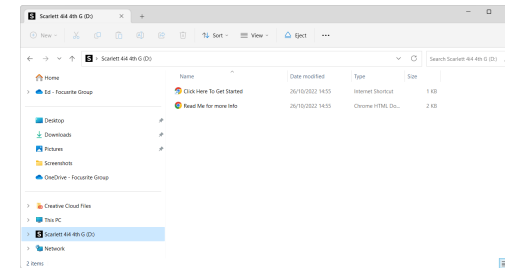 Scarlett 4i4 4th G (D:)
New
Sort
View
Eject
Scarlett 4i4 4th G (D:)
Search Scarlett 4i4 4th G (D:)
Home
Ed - Focusrite Group
Desktop
Downloads
Pictures
Screenshots
OneDrive - Focusrite Group
Creative Cloud Files
This PC
Scarlett 4i4 4th G (D:)
Network
Name Date modified Type Size
Click Here To Get Started 26/10/2022 14:55 Internet Shortcut 1 KB
Read Me for more Info 26/10/2022 14:55 Chrome HTML Do... 2 KB
2 items